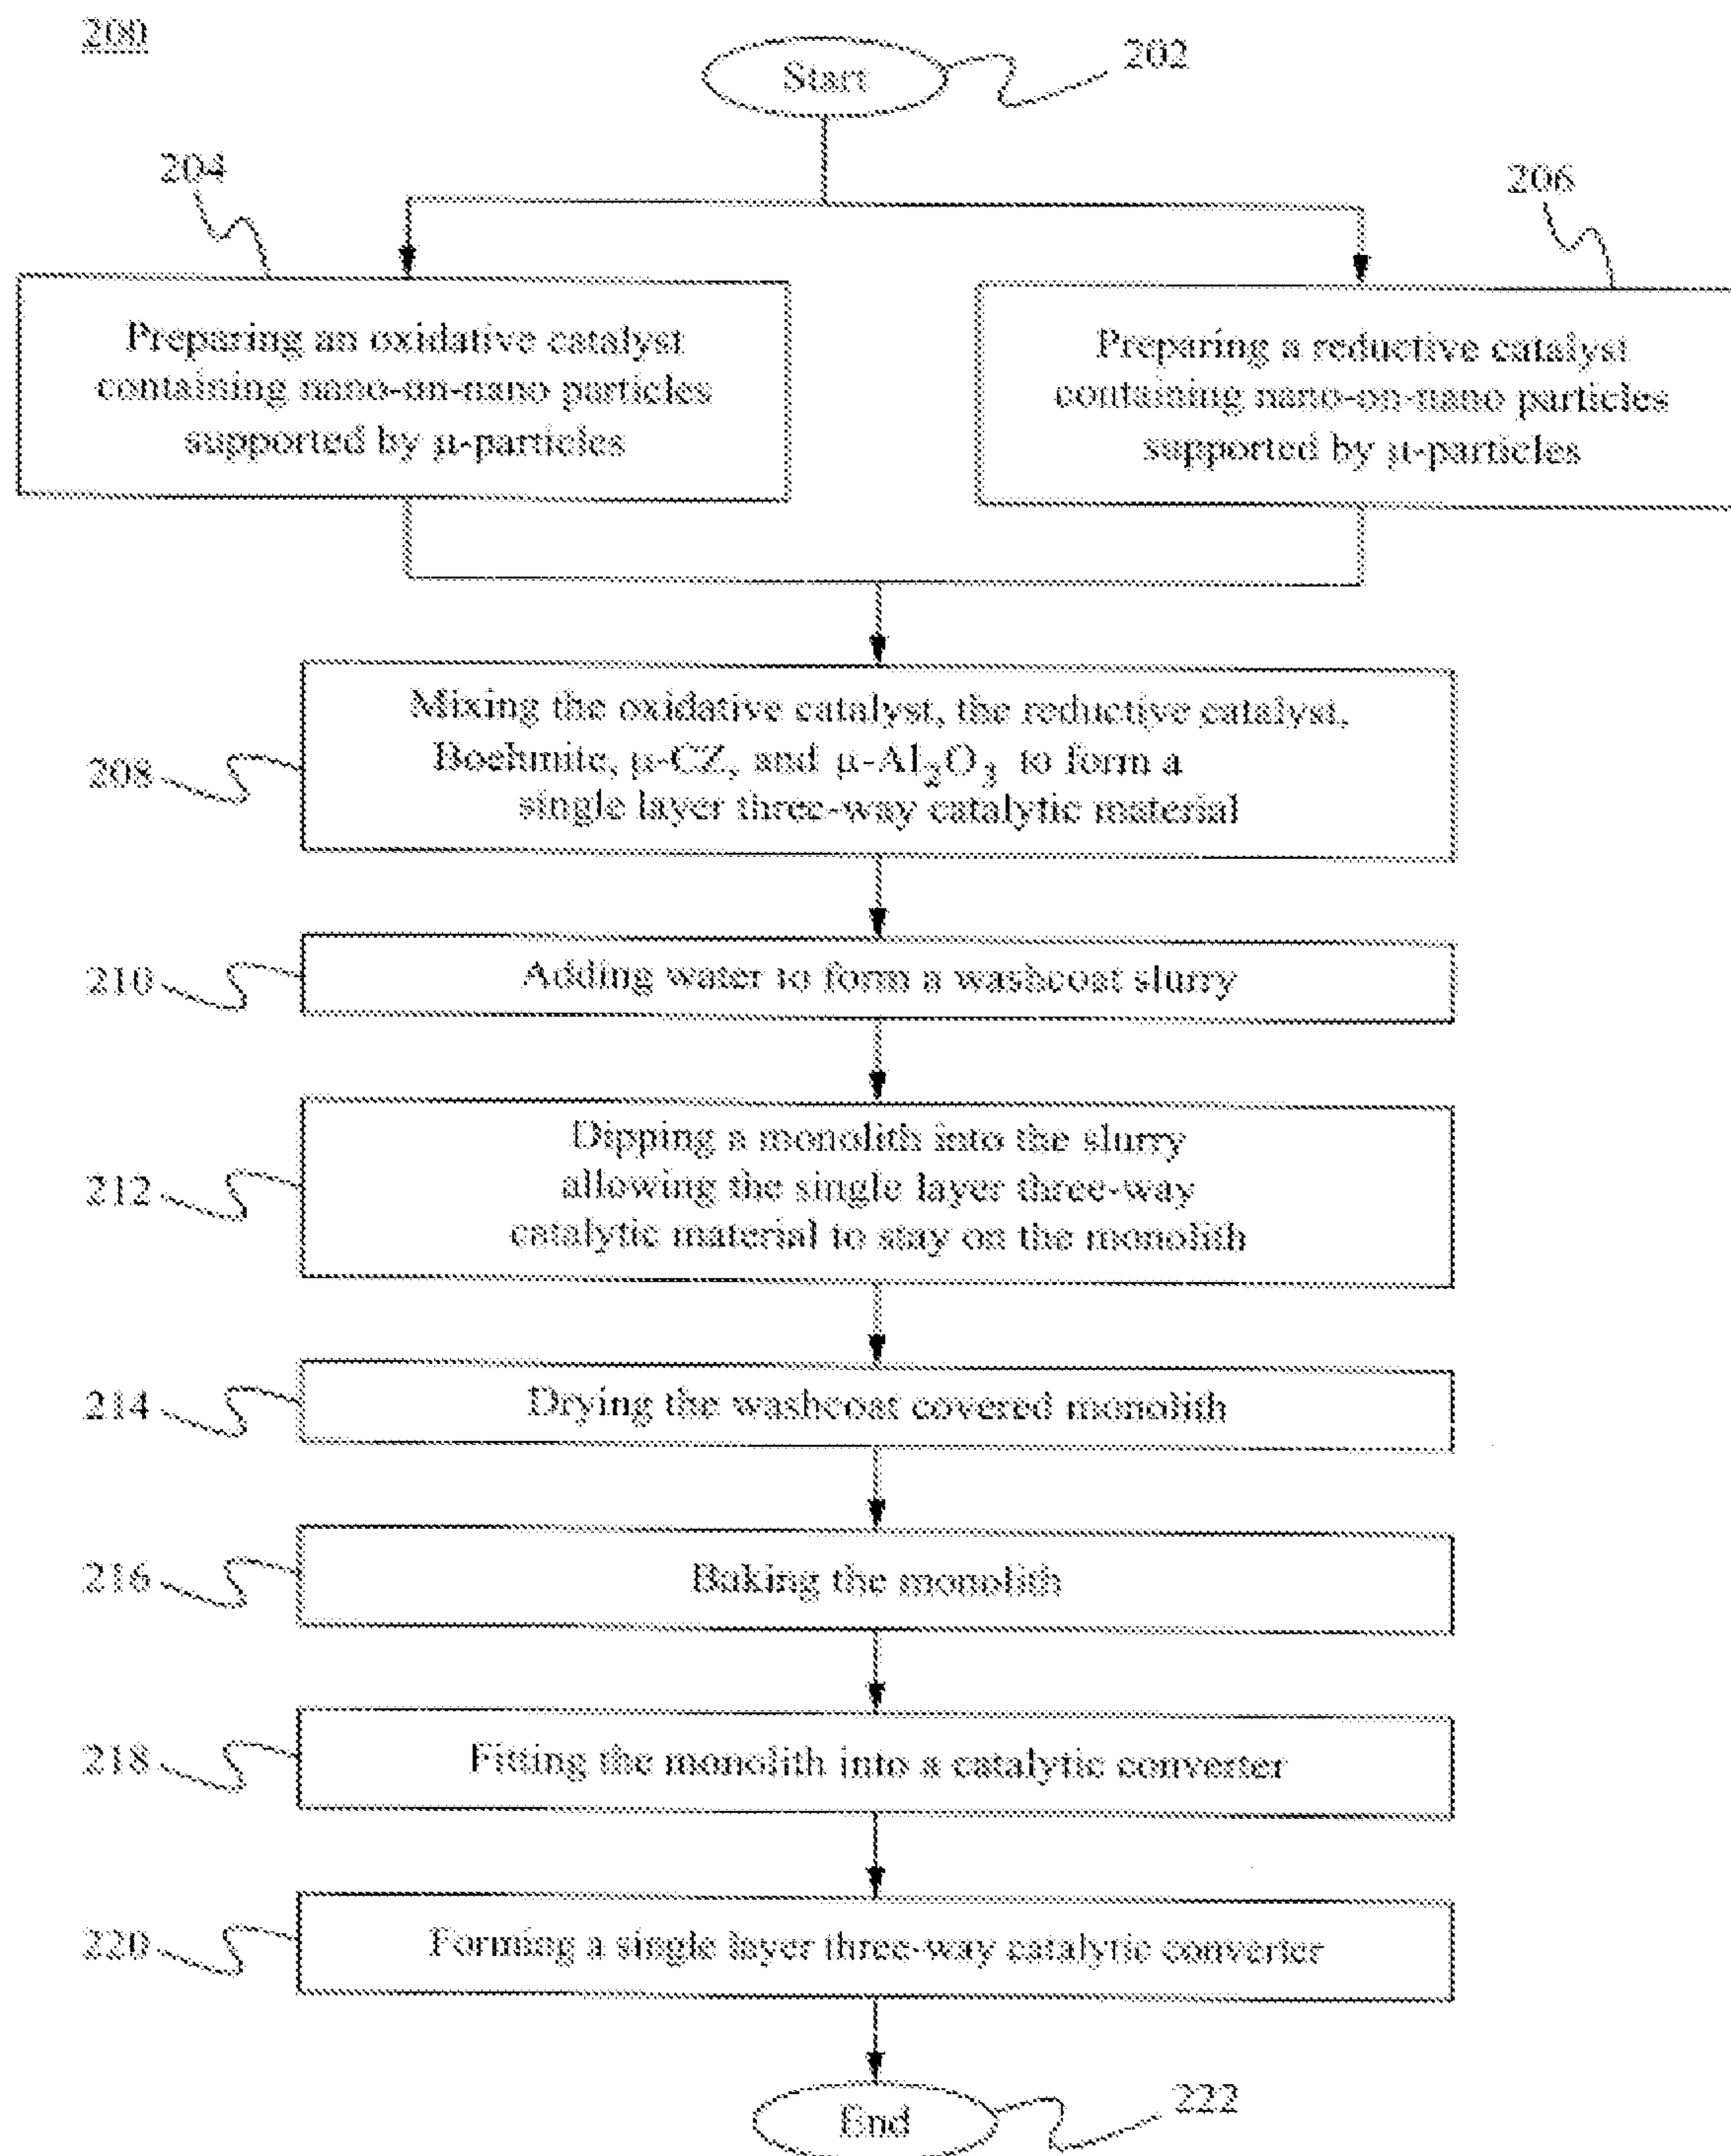 200
Start
202
204
206
Preparing an oxidative catalyst
containing nano-on-nano particles
supported by μ-particles
Preparing a reductive catalyst
containing nano-on-nano particles
supported by μ-particles
208
Mixing the oxidative catalyst, the reductive catalyst,
Boehmite, μ-CZ, and μ-Al₂O₃ to form a
single layer three-way catalytic material
210
Adding water to form a washcoat slurry
212
Dipping a monolith into the slurry
allowing the single layer three-way
catalytic material to stay on the monolith
214
Drying the washcoat covered monolith
216
Baking the monolith
218
Fitting the monolith into a catalytic converter
220
Forming a single layer three-way catalytic converter
End
222